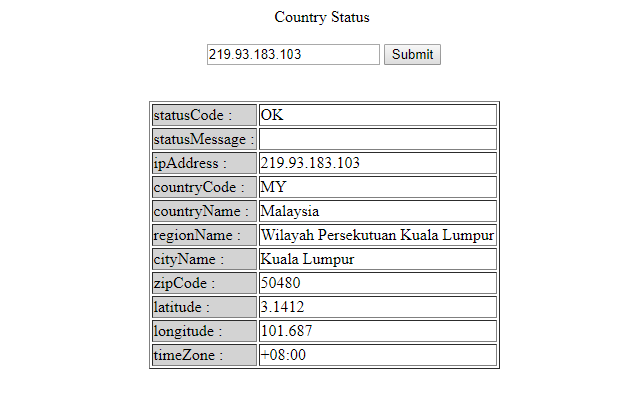 Country Status
219.93.183.103 Submit
statusCode : OK
statusMessage :
ipAddress : 219.93.183.103
countryCode : MY
countryName : Malaysia
regionName : Wilayah Persekutuan Kuala Lumpur
cityName : Kuala Lumpur
zipCode : 50480
latitude : 3.1412
longitude : 101.687
timeZone : +08:00